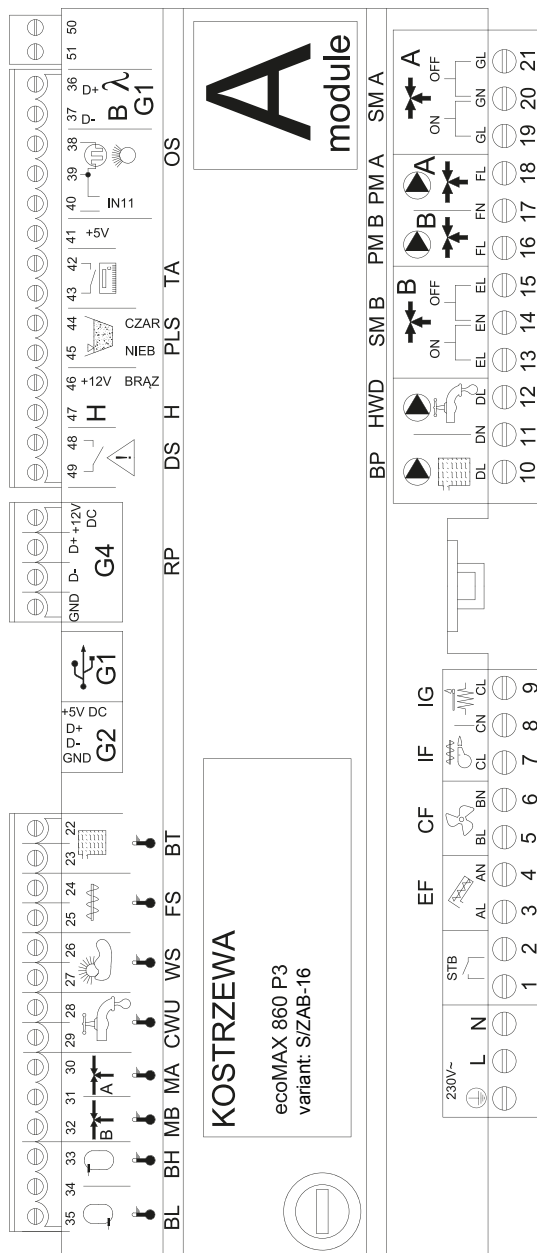 50
51
36 D+
37 D-
B λ G1
38
39
40 IN11
OS
41 +5V
42
43
TA
44 CZAR
45 NIEB
PLS
46 +12V BRĄZ
47 H
H
48
49
DS
+12V DC
D+
D-
GND
G4
RP
G1
+5V DC
D+
D-
GND
G2
22
23
BT
24
25
FS
26
27
WS
28
29
CWU
30
31
32
A
B
MA
MB
33
34
35
BH
BL
A
module
KOSTRZEWA
ecoMAX 860 P3
variant: S/ZAB-16
SM A
A
ON OFF
GL GN GL
19 20 21
PM B PM A
B A
FL FN FL
16 17 18
SM B
B
ON OFF
EL EN EL
13 14 15
BP HWD
DL DN DL
10 11 12
IF IG
CL CN CL
7 8 9
CF
BL BN
5 6
EF
AL AN
3 4
STB
1 2
230V~
L N